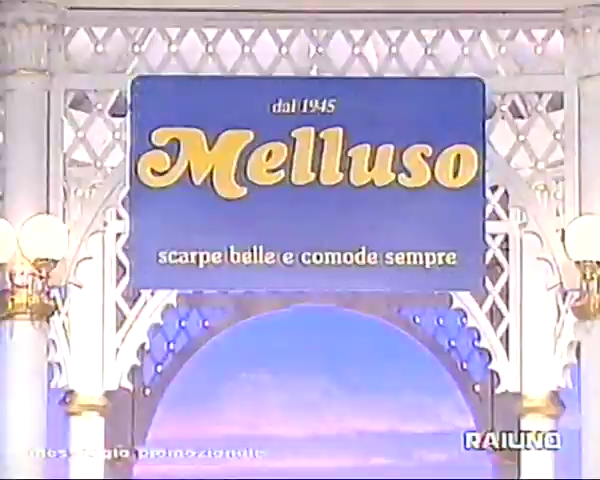 dal 1945
Melluso
scarpe belle e comode sempre
RAIUNO
messaggio promozionale